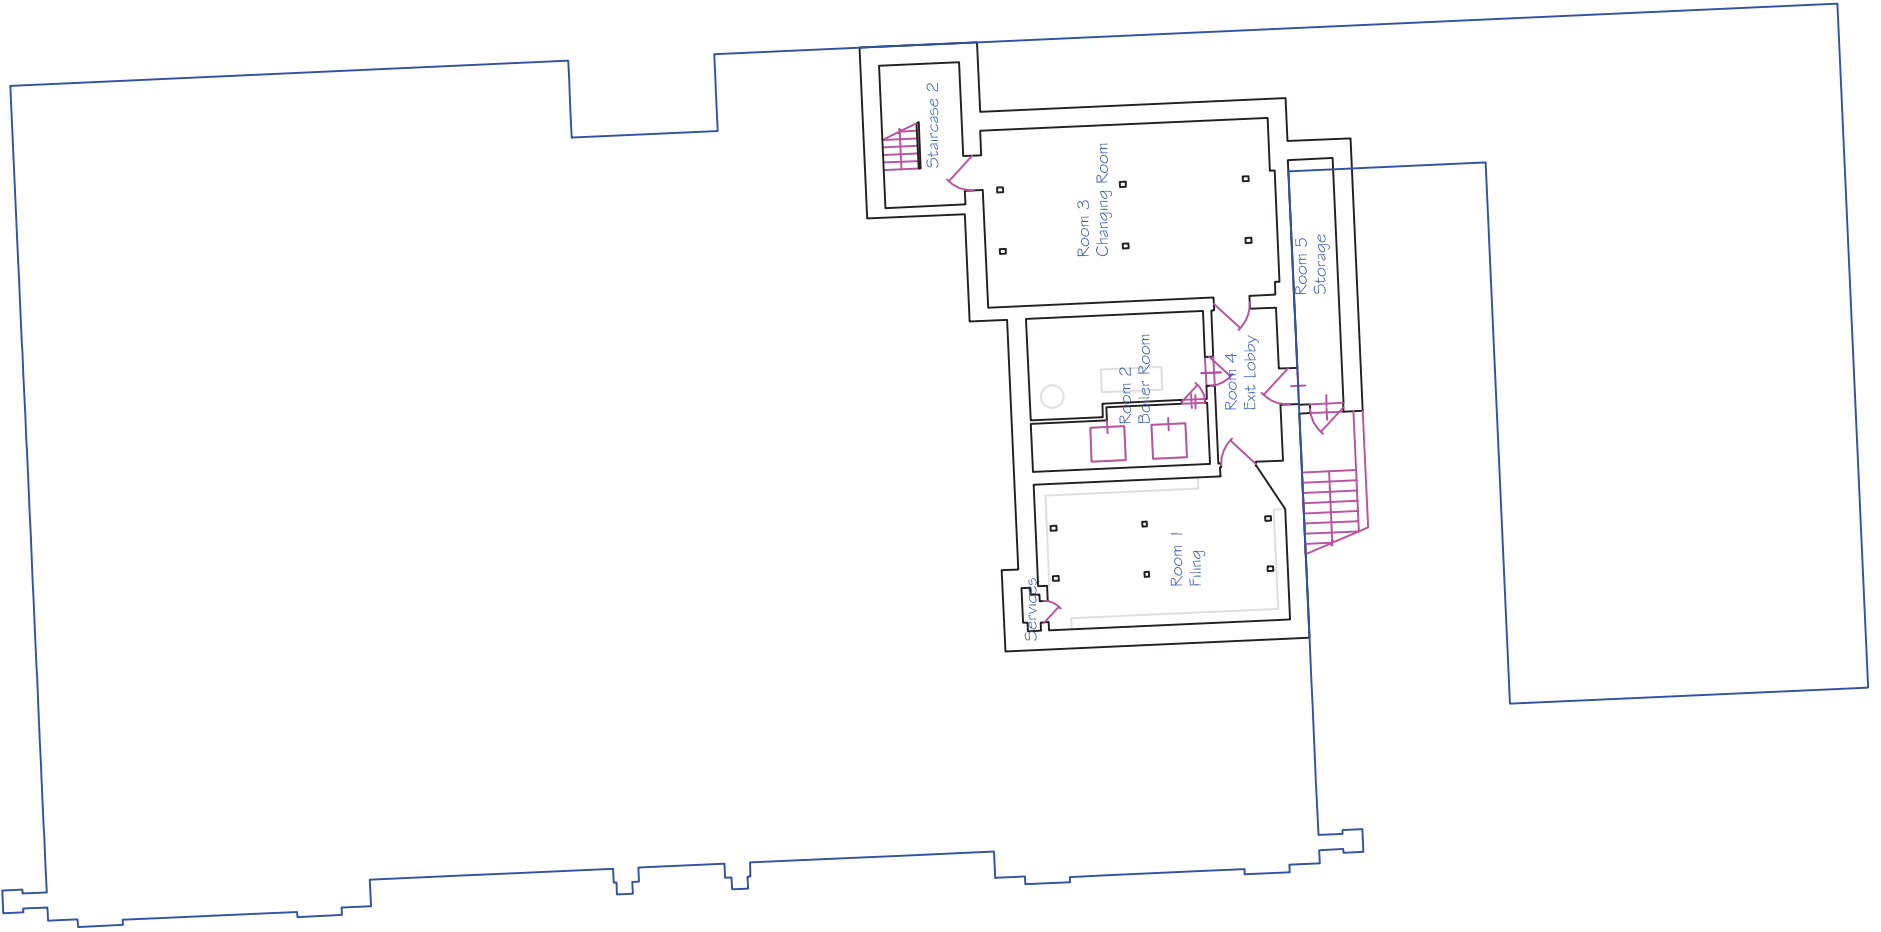 Staircase 2
Room 3
Changing Room
Room 5
Storage
Room 2
Boiler Room
Room 4
Exit Lobby
Room 1
Filing
Services